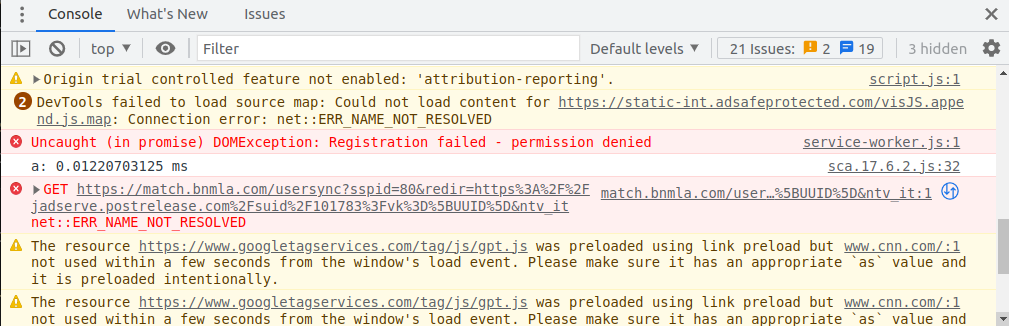 Console What's New Issues
top ▼ Filter Default levels ▼ 21 Issues: 2 19 3 hidden
Origin trial controlled feature not enabled: 'attribution-reporting'. script.js:1
2 DevTools failed to load source map: Could not load content for https://static-int.adsafeprotected.com/visJS.appe
nd.js.map: Connection error: net::ERR_NAME_NOT_RESOLVED
Uncaught (in promise) DOMException: Registration failed - permission denied service-worker.js:1
a: 0.01220703125 ms sca.17.6.2.js:32
GET https://match.bnmla.com/usersync?sspid=80&redir=https%3A%2F%2F match.bnmla.com/user…%5BUUID%5D&ntv_it:1
jadserve.postrelease.com%2Fsuid%2F101783%3Fvk%3D%5BUUID%5D&ntv_it
net::ERR_NAME_NOT_RESOLVED
The resource https://www.googletagservices.com/tag/js/gpt.js was preloaded using link preload but www.cnn.com/:1
not used within a few seconds from the window's load event. Please make sure it has an appropriate `as` value and
it is preloaded intentionally.
The resource https://www.googletagservices.com/tag/js/gpt.js was preloaded using link preload but www.cnn.com/:1
not used within a few seconds from the window's load event. Please make sure it has an appropriate `as` value and